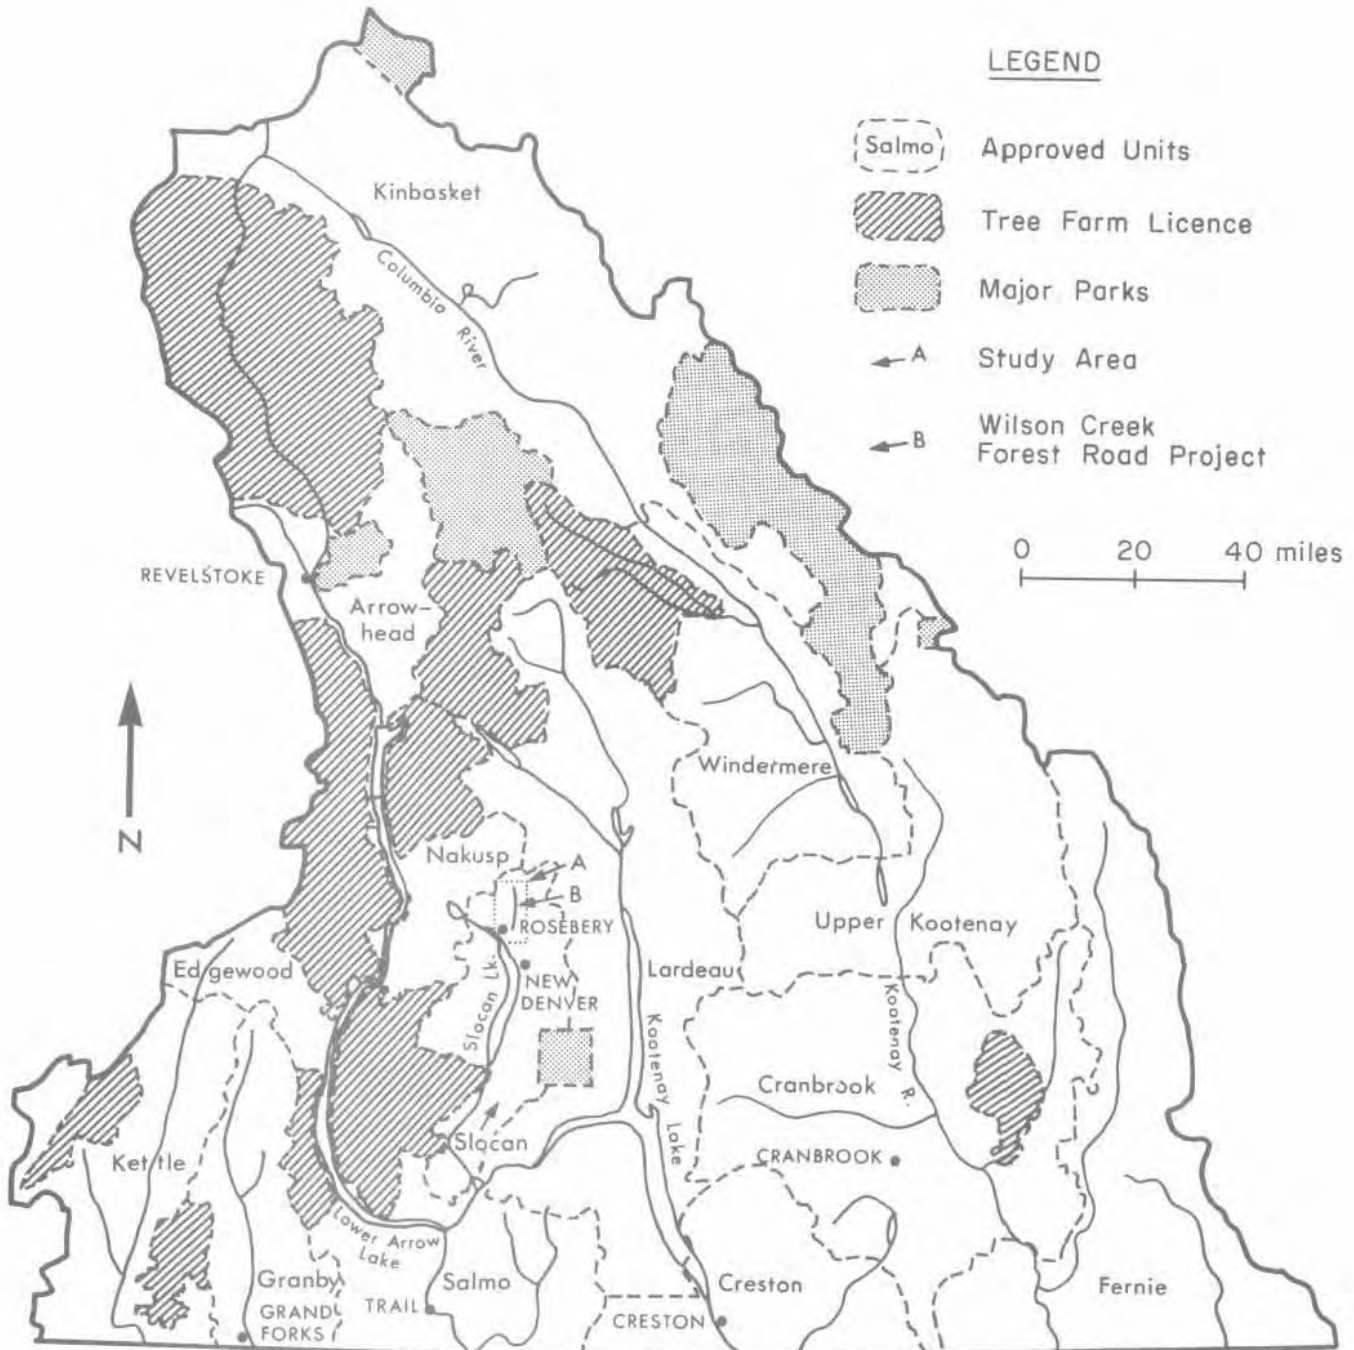 LEGEND
Salmo Approved Units
Tree Farm Licence
Major Parks
A Study Area
B Wilson Creek
Forest Road Project
0 20 40 miles
Kinbasket
Columbia
River
REVELSTOKE
Arrow-
head
N
Windermere
Nakusp
A
B
ROSEBERY
Upper Kootenay
Edgewood
Lardeau
NEW
DENVER
Slocan Lk.
Kootenay
Lake
Kootenay
R.
Cranbrook
Slocan
CRANBROOK
Kettle
Lower Arrow
Lake
Granby
GRAND
FORKS
Salmo
TRAIL
Creston
CRESTON
Fernie